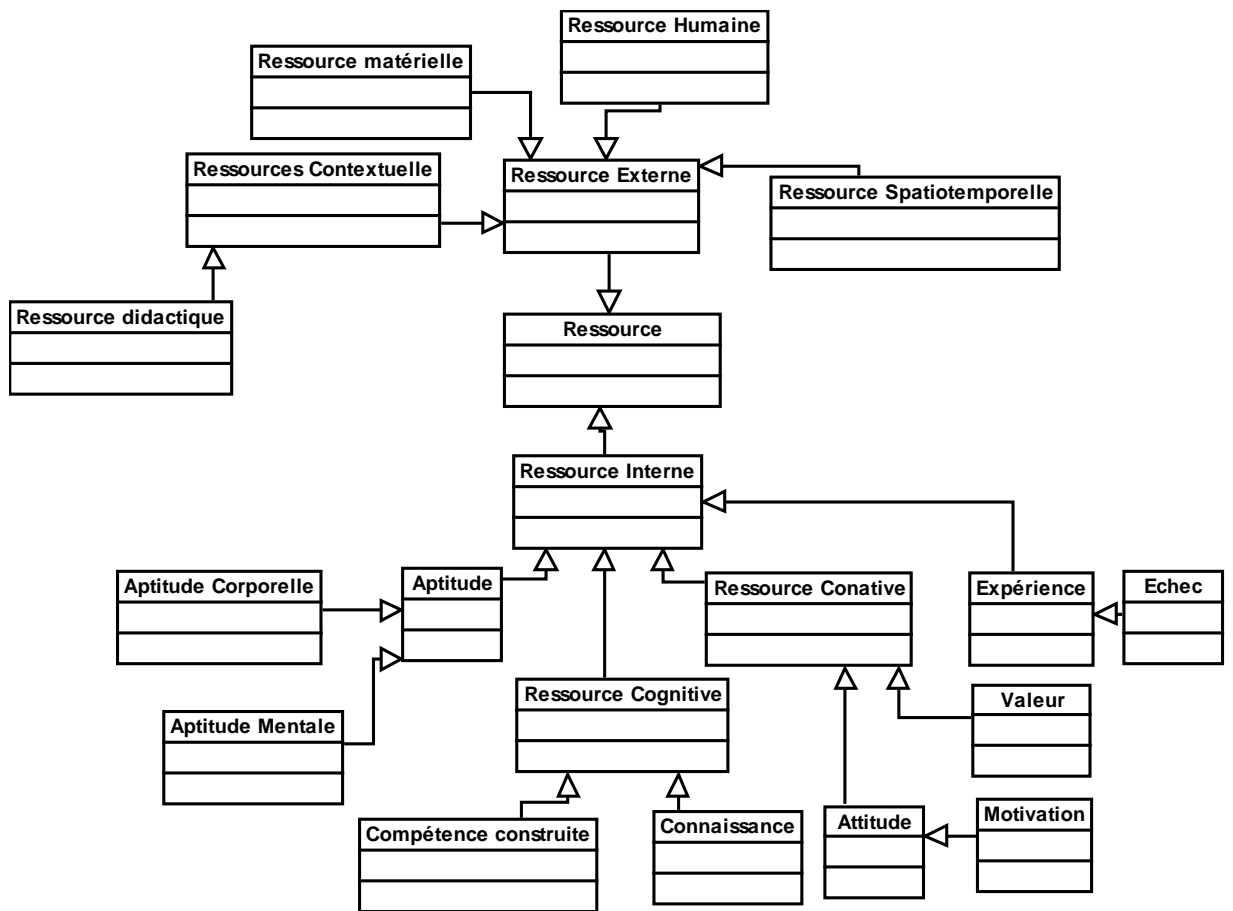 Ressource Humaine
Ressource matérielle
Ressources Contextuelle
Ressource Externe
Ressource Spatiotemporelle
Ressource didactique
Ressource
Ressource Interne
Aptitude Corporelle
Aptitude
Ressource Conative
Expérience
Echec
Ressource Cognitive
Valeur
Aptitude Mentale
Compétence construite
Connaissance
Attitude
Motivation